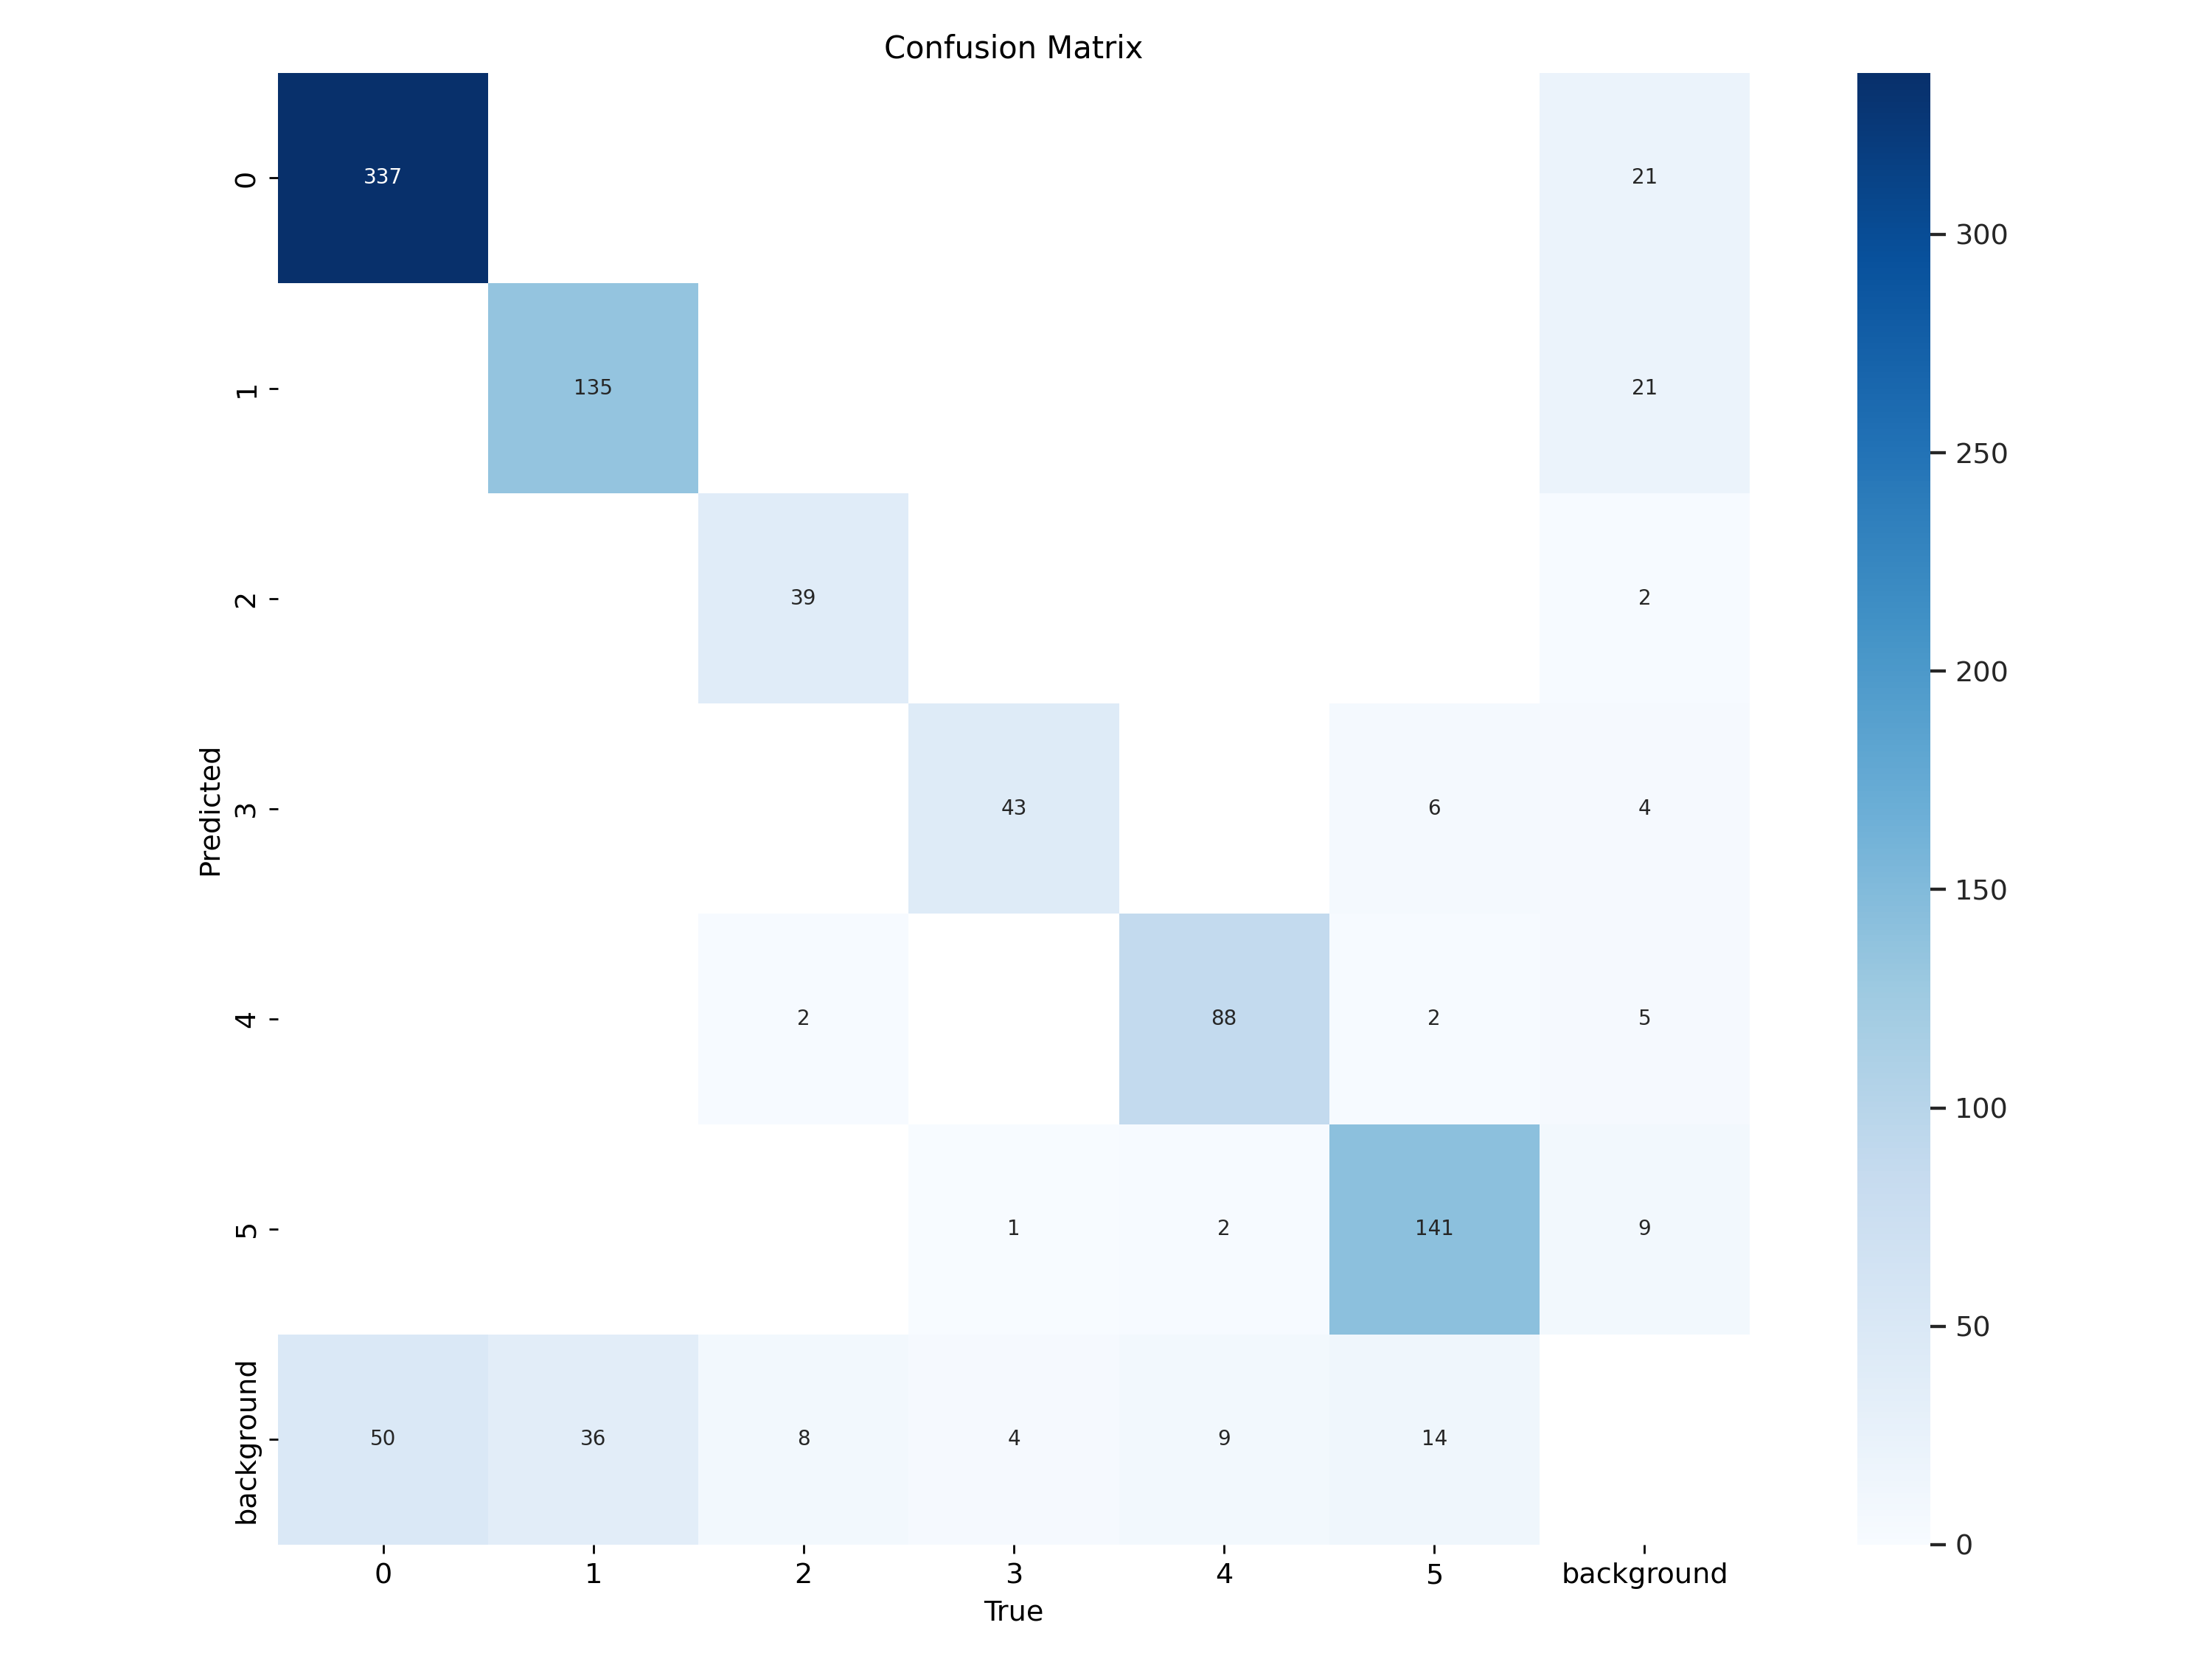 Confusion Matrix
0 337 21
1 135 21
2 39 2
3 43 6 4
4 2 88 2 5
5 1 2 141 9
background 50 36 8 4 9 14
0 1 2 3 4 5 background
True
Predicted
300
250
200
150
100
50
0